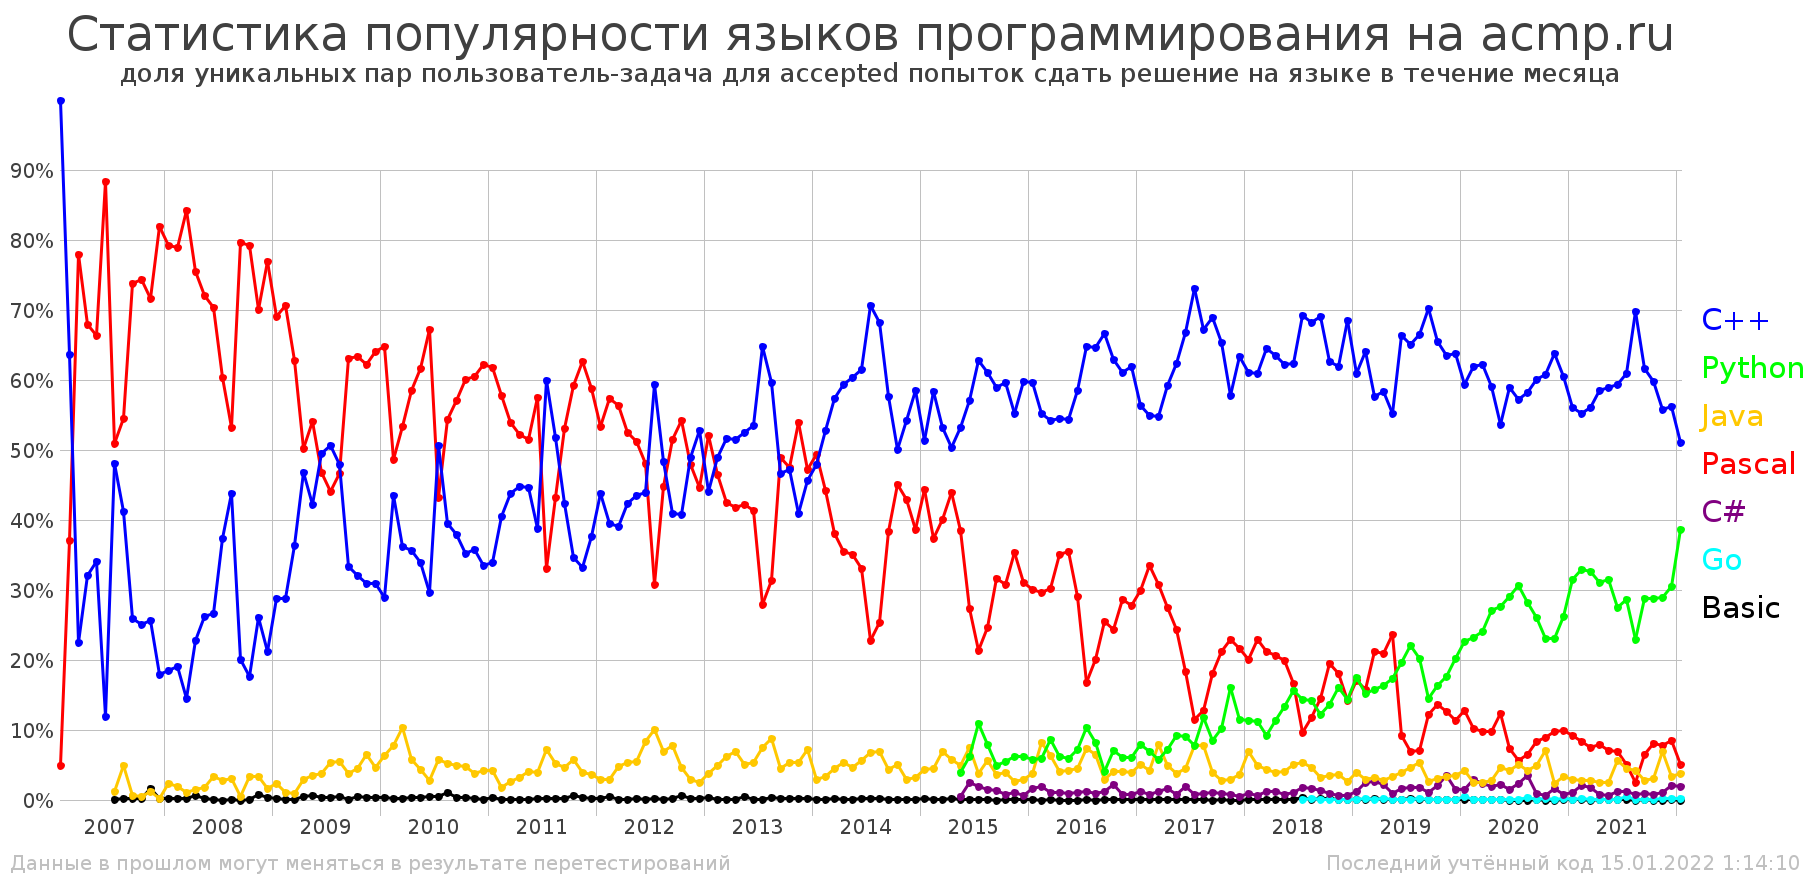 Статистика популярности языков программирования на acmp.ru
доля уникальных пар пользователь-задача для accepted попыток сдать решение на языке в течение месяца
90%
80%
70%
60%
50%
40%
30%
20%
10%
0%
C++
Python
Java
Pascal
C#
Go
Basic
2007 2008 2009 2010 2011 2012 2013 2014 2015 2016 2017 2018 2019 2020 2021
Данные в прошлом могут меняться в результате перетестирований
Последний учтённый код 15.01.2022 1:14:10